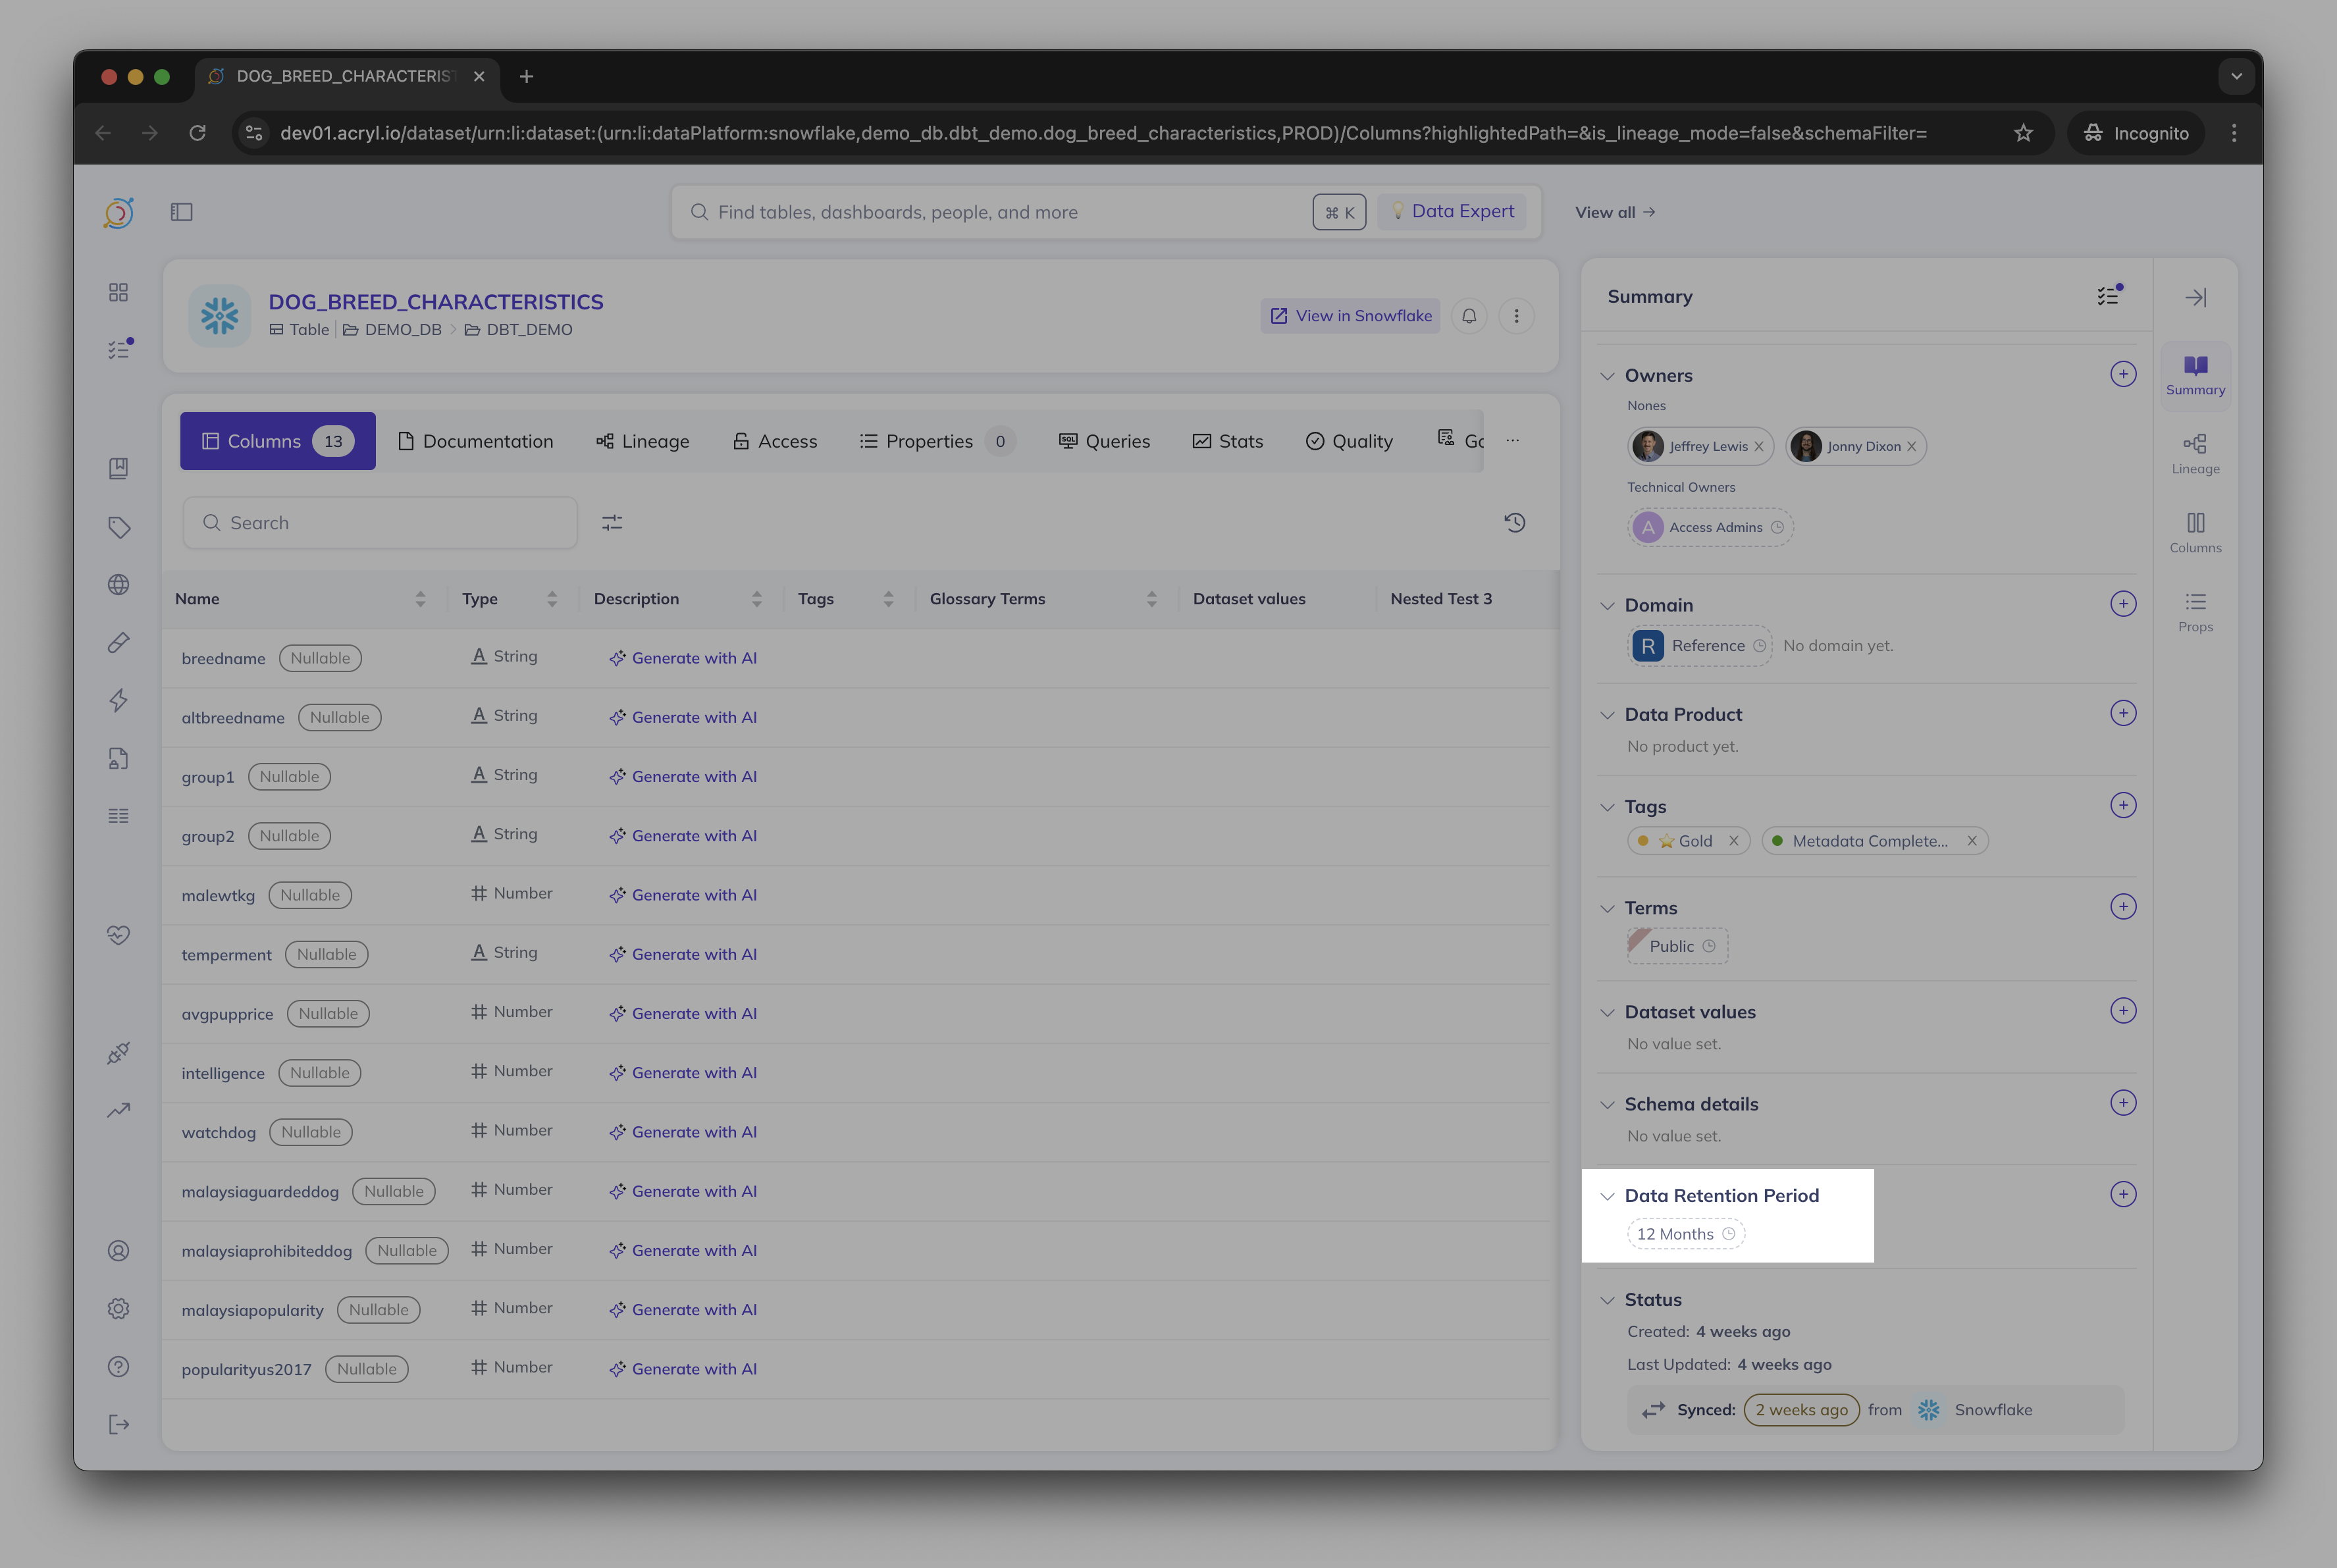 DOG_BREED_CHARACTERIST
dev01.acryl.io/dataset/urn:li:dataset:(urn:li:dataPlatform:snowflake,demo_db.dbt_demo.dog_breed_characteristics,PROD)/Columns?highlightedPath=&is_lineage_mode=false&schemaFilter=
Incognito
Find tables, dashboards, people, and more
⌘ K
Data Expert
View all →
DOG_BREED_CHARACTERISTICS
Table
DEMO_DB > DBT_DEMO
View in Snowflake
Columns 13
Documentation
Lineage
Access
Properties 0
Queries
Stats
Quality
Go
...
Search
Name Type Description Tags Glossary Terms Dataset values Nested Test 3
breedname Nullable String Generate with AI
altbreedname Nullable String Generate with AI
group1 Nullable String Generate with AI
group2 Nullable String Generate with AI
malewtkg Nullable Number Generate with AI
temperment Nullable String Generate with AI
avgpupprice Nullable Number Generate with AI
intelligence Nullable Number Generate with AI
watchdog Nullable Number Generate with AI
malaysiaguardeddog Nullable Number Generate with AI
malaysiaprohibiteddog Nullable Number Generate with AI
malaysiapopularity Nullable Number Generate with AI
popularityus2017 Nullable Number Generate with AI
Summary
Owners
Nones
Jeffrey Lewis
Jonny Dixon
Technical Owners
A Access Admins
Domain
R Reference
No domain yet.
Data Product
No product yet.
Tags
Gold
Metadata Complete...
Terms
Public
Dataset values
No value set.
Schema details
No value set.
Data Retention Period
12 Months
Status
Created: 4 weeks ago
Last Updated: 4 weeks ago
Synced: 2 weeks ago from Snowflake
Summary
Lineage
Columns
Props